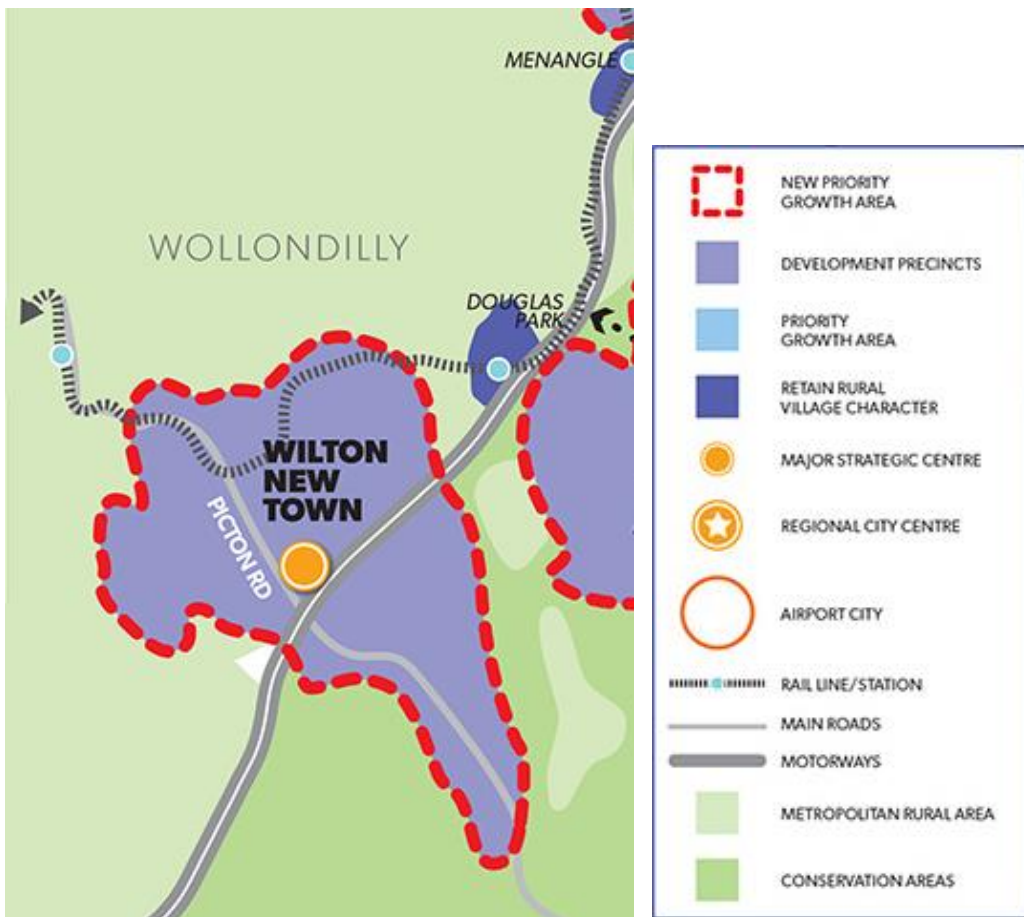 MENANGLE
WOLLONDILLY
DOUGLAS
PARK
WILTON
NEW
TOWN
PICTON RD
NEW PRIORITY
GROWTH AREA
DEVELOPMENT PRECINCTS
PRIORITY
GROWTH AREA
RETAIN RURAL
VILLAGE CHARACTER
MAJOR STRATEGIC CENTRE
REGIONAL CITY CENTRE
AIRPORT CITY
RAIL LINE/STATION
MAIN ROADS
MOTORWAYS
METROPOLITAN RURAL AREA
CONSERVATION AREAS